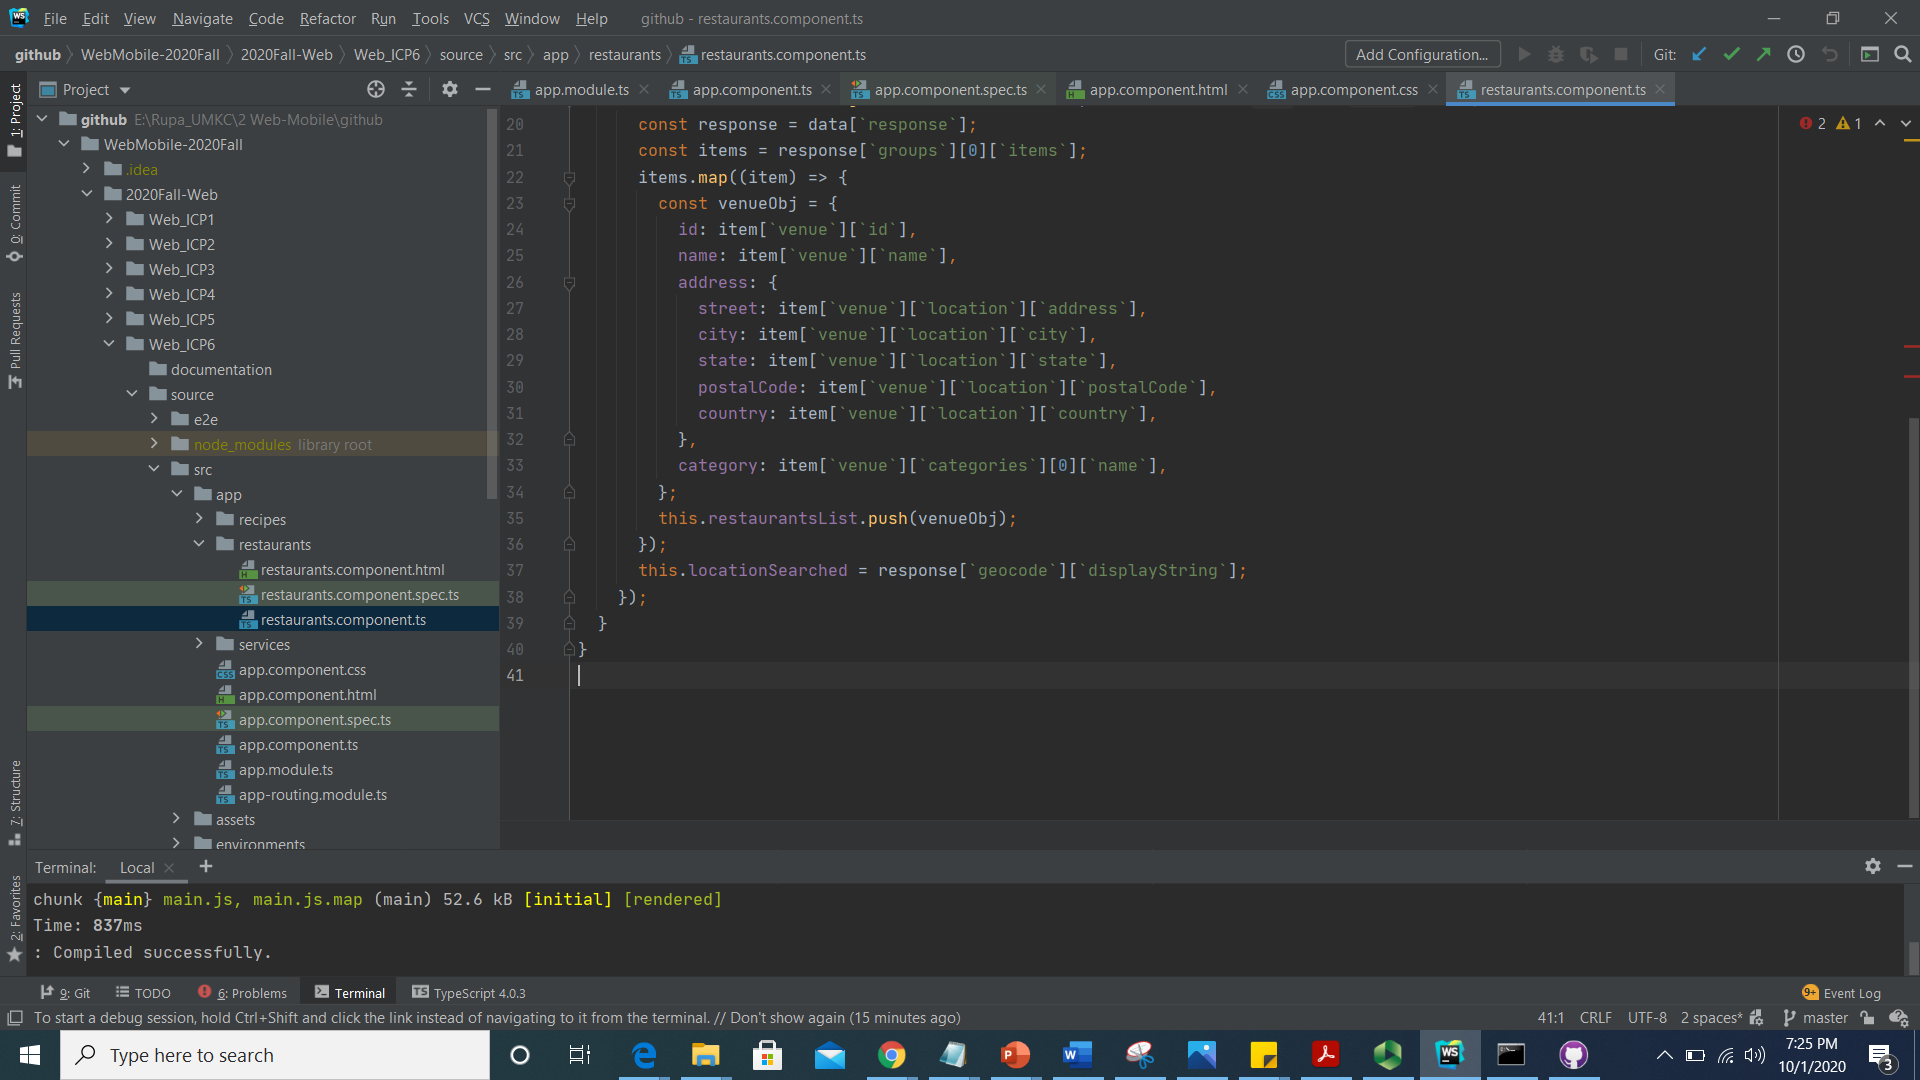 File Edit View Navigate Code Refactor Run Tools VCS Window Help github - restaurants.component.ts
github WebMobile-2020Fall 2020Fall-Web Web_ICP6 source src app restaurants restaurants.component.ts Add Configuration... Git:
Project
app.module.ts app.component.ts app.component.spec.ts app.component.html app.component.css restaurants.component.ts
1: Project
0: Commit
Pull Requests
7: Structure
2: Favorites
github E:\Rupa_UMKC\2 Web-Mobile\github
WebMobile-2020Fall
.idea
2020Fall-Web
Web_ICP1
Web_ICP2
Web_ICP3
Web_ICP4
Web_ICP5
Web_ICP6
documentation
source
e2e
node_modules library root
src
app
recipes
restaurants
restaurants.component.html
restaurants.component.spec.ts
restaurants.component.ts
services
app.component.css
app.component.html
app.component.spec.ts
app.component.ts
app.module.ts
app-routing.module.ts
assets
environments
2 1
20 const response = data[`response`];
21 const items = response[`groups`][0][`items`];
22 items.map((item) => {
23 const venueObj = {
24 id: item[`venue`][`id`],
25 name: item[`venue`][`name`],
26 address: {
27 street: item[`venue`][`location`][`address`],
28 city: item[`venue`][`location`][`city`],
29 state: item[`venue`][`location`][`state`],
30 postalCode: item[`venue`][`location`][`postalCode`],
31 country: item[`venue`][`location`][`country`],
32 },
33 category: item[`venue`][`categories`][0][`name`],
34 };
35 this.restaurantsList.push(venueObj);
36 });
37 this.locationSearched = response[`geocode`][`displayString`];
38 });
39 }
40 }
41
Terminal: Local +
chunk {main} main.js, main.js.map (main) 52.6 kB [initial] [rendered]
Time: 837ms
: Compiled successfully.
9: Git TODO 6: Problems Terminal TypeScript 4.0.3 9+ Event Log
To start a debug session, hold Ctrl+Shift and click the link instead of navigating to it from the terminal. // Don't show again (15 minutes ago) 41:1 CRLF UTF-8 2 spaces* master
Type here to search
7:25 PM
10/1/2020
3